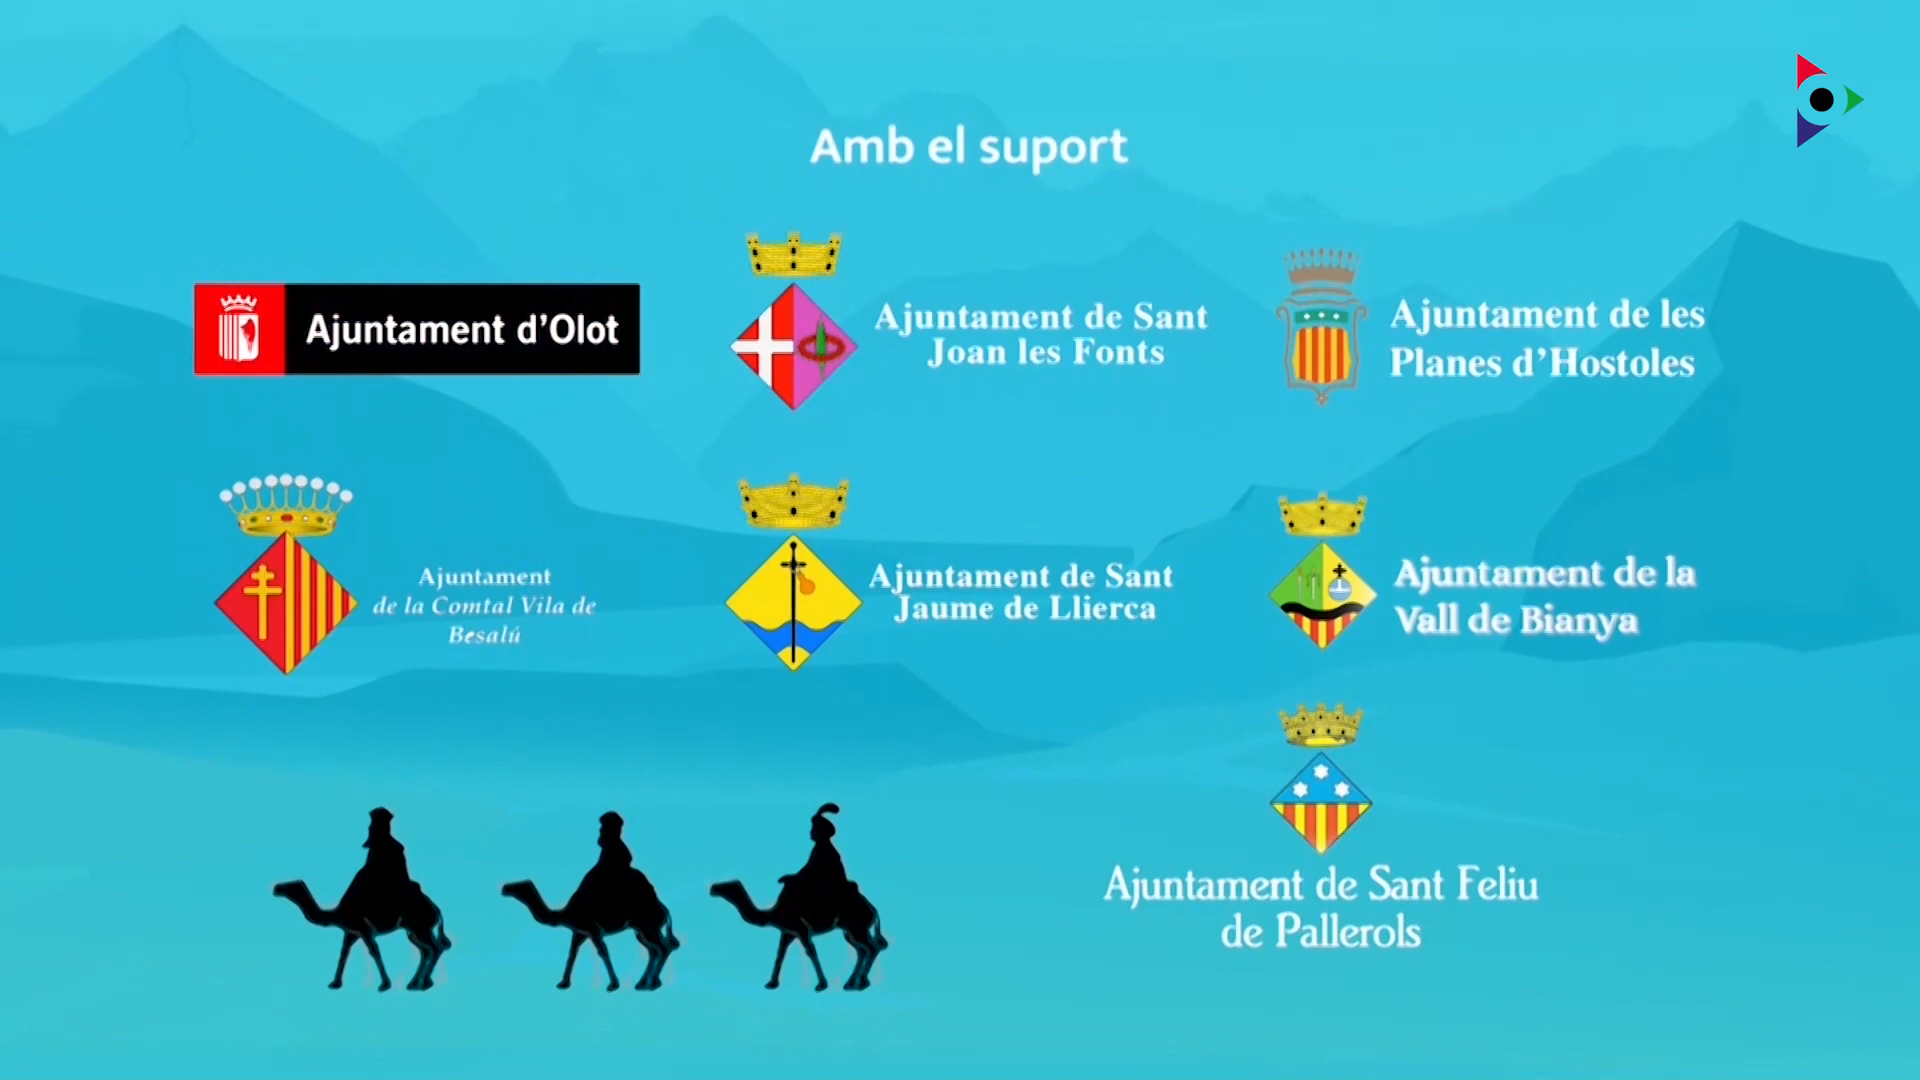 Amb el suport
Ajuntament d'Olot
Ajuntament de Sant
Joan les Fonts
Ajuntament de les
Planes d'Hostoles
Ajuntament
de la Comtal Vila de
Besalú
Ajuntament de Sant
Jaume de Llierca
Ajuntament de la
Vall de Bianya
Ajuntament de Sant Feliu
de Pallerols